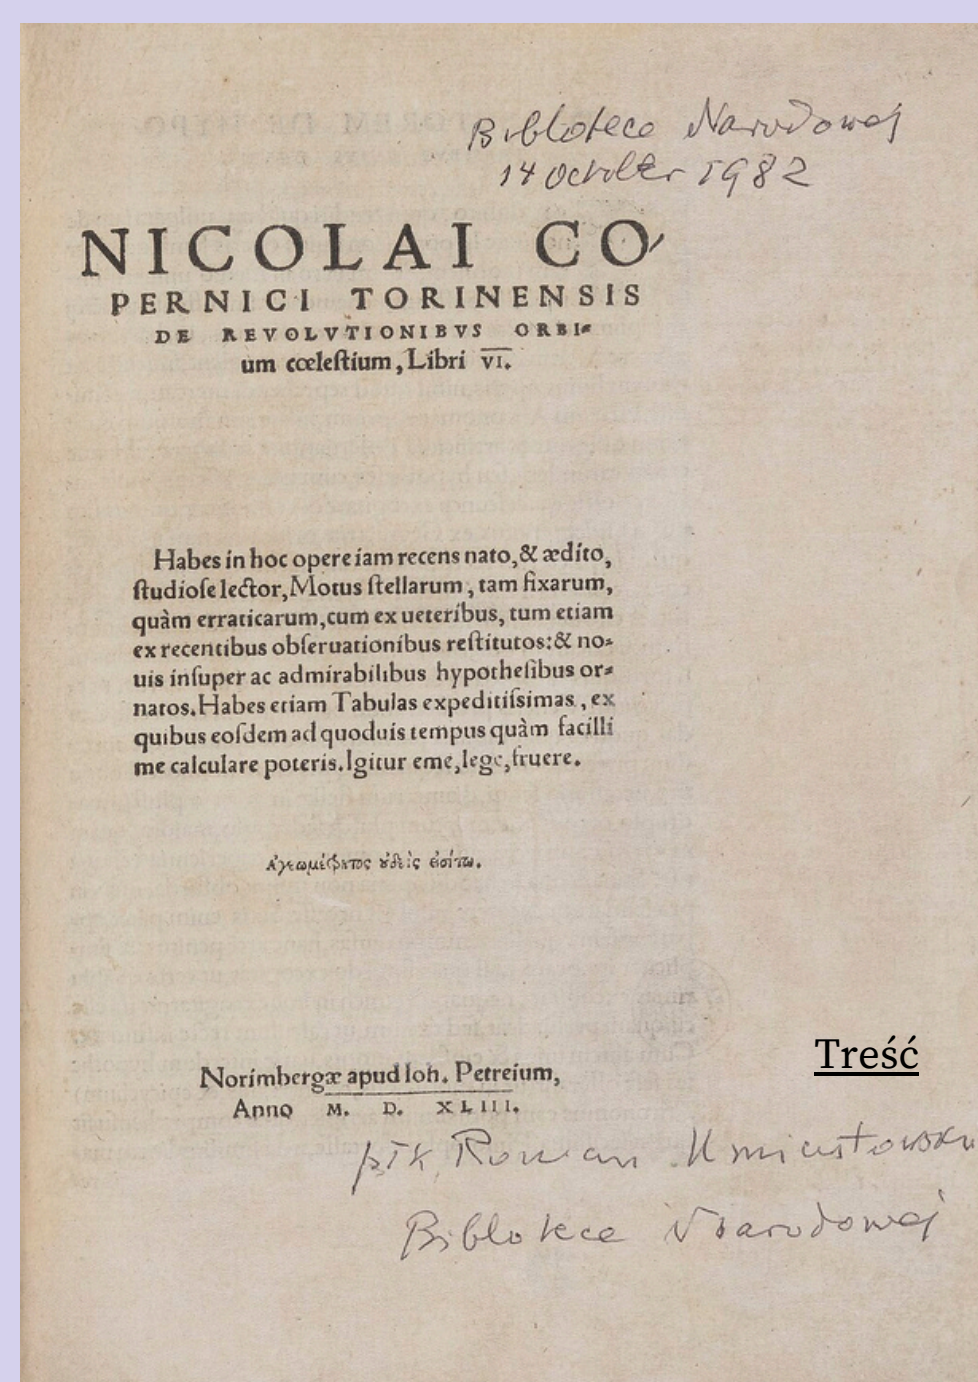 Biblotece Narodowej
14 october 1982
NICOLAI CO⸗
PERNICI TORINENSIS
DE REVOLVTIONIBVS ORBI⸗
um cœleſtium, Libri VI.
Habes in hoc opere iam recens nato, & ædito,
ſtudioſe lector, Motus ſtellarum, tam fixarum,
quàm erraticarum, cum ex ueteribus, tum etiam
ex recentibus obſeruationibus reſtitutos: & no⸗
uis inſuper ac admirabilibus hypotheſibus or⸗
natos. Habes etiam Tabulas expeditiſsimas, ex
quibus eoſdem ad quoduis tempus quàm facilli
me calculare poteris. Igitur eme, lege, fruere.
Ἀγεωμέτρητος οὐδεὶς εἰσίτω.
Norimbergæ apud Ioh. Petreium,
Anno M. D. XLIII.
Treść
płk Roman Umiastowski
Biblotece Narodowej